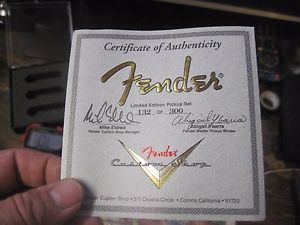 Certificate of Authenticity
Fender®
Limited Edition Pickup Set
132 OF 300
Mike Eldred
Abigail Ybarra
Fender Custom Shop Manager
Fender Master Pickup Winder
Fender
Custom Shop
Custom Shop • 311 Cessna Circle • Corona California • 91720